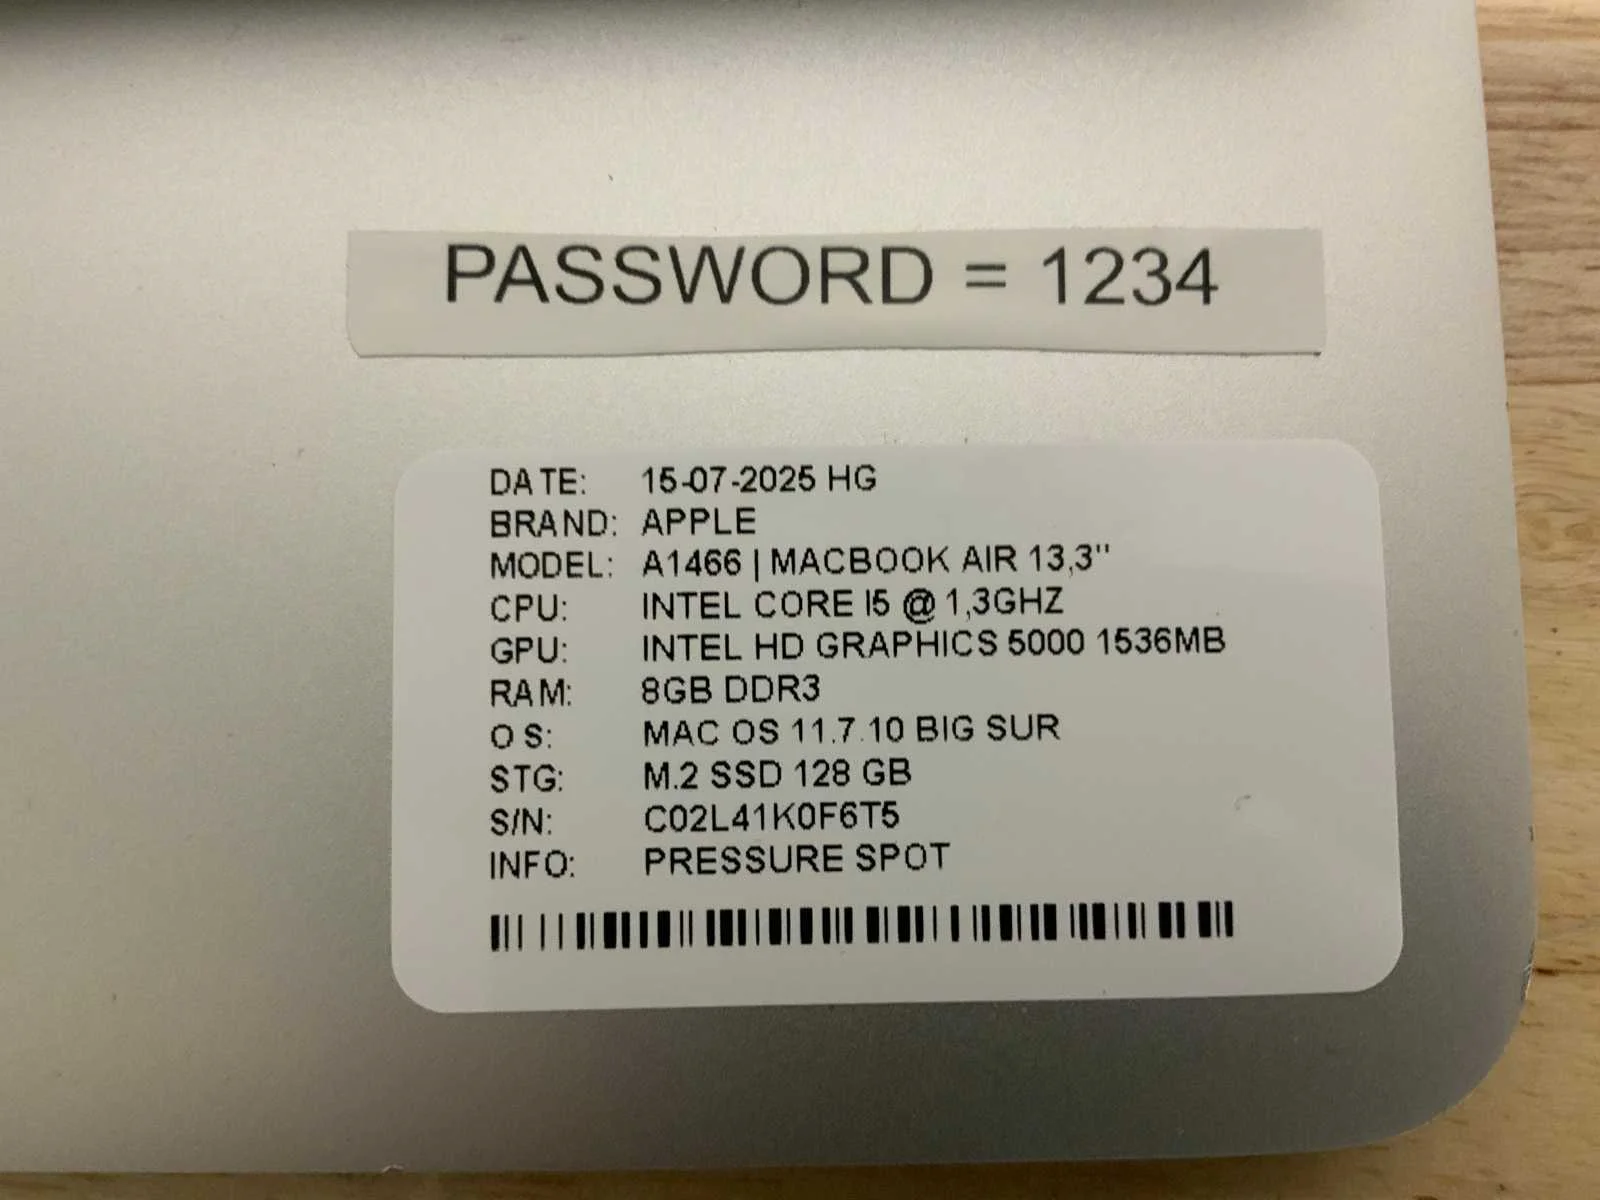 PASSWORD = 1234
DATE: 15-07-2025 HG
BRAND: APPLE
MODEL: A1466 | MACBOOK AIR 13,3"
CPU: INTEL CORE I5 @ 1,3GHZ
GPU: INTEL HD GRAPHICS 5000 1536MB
RAM: 8GB DDR3
OS: MAC OS 11.7.10 BIG SUR
STG: M.2 SSD 128 GB
S/N: C02L41K0F6T5
INFO: PRESSURE SPOT